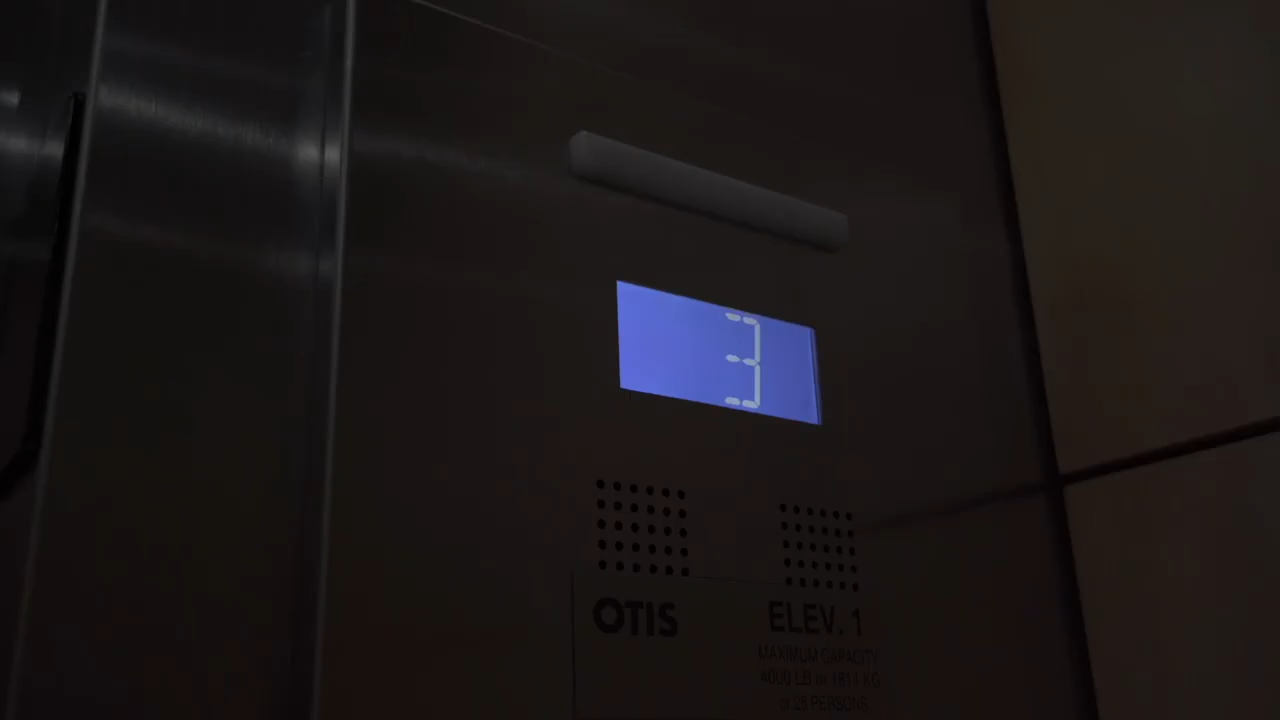 3
OTIS
ELEV. 1
MAXIMUM CAPACITY
4000 LB or 1814 KG
or 25 PERSONS